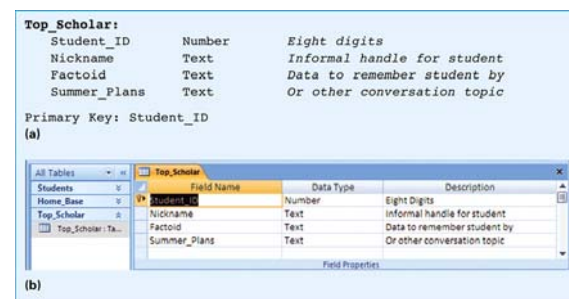 Top_Scholar:
Student_ID Number Eight digits
Nickname Text Informal handle for student
Factoid Text Data to remember student by
Summer_Plans Text Or other conversation topic
Primary Key: Student_ID
(a)
All Tables Top_Scholar
Field Name Data Type Description
Students Student_ID Number Eight Digits
Home_Base Nickname Text Informal handle for student
Top_Scholar Factoid Text Data to remember student by
Top_Scholar : Ta... Summer_Plans Text Or other conversation topic
Field Properties
(b)